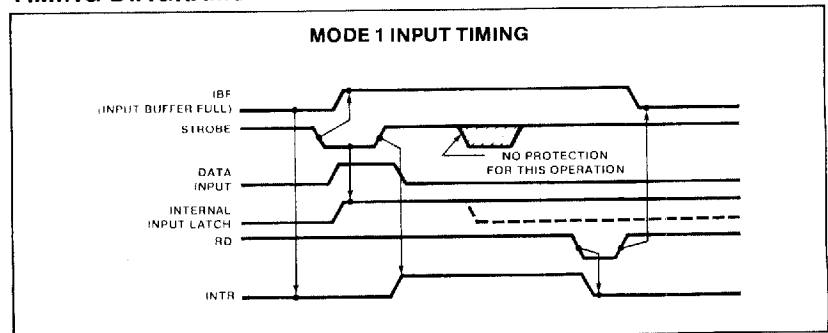 MODE 1 INPUT TIMING
IBF
(INPUT BUFFER FULL)
STROBE
NO PROTECTION
FOR THIS OPERATION
DATA
INPUT
INTERNAL
INPUT LATCH
RD
INTR